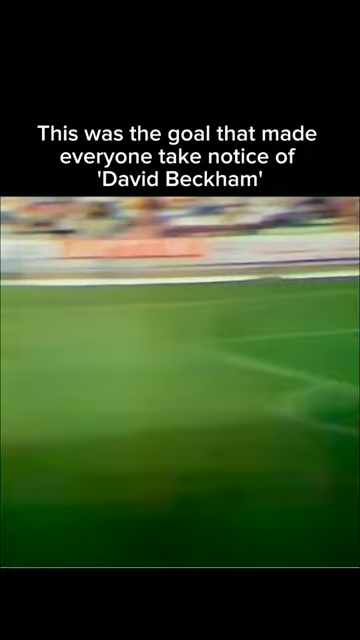 This was the goal that made
everyone take notice of
'David Beckham'